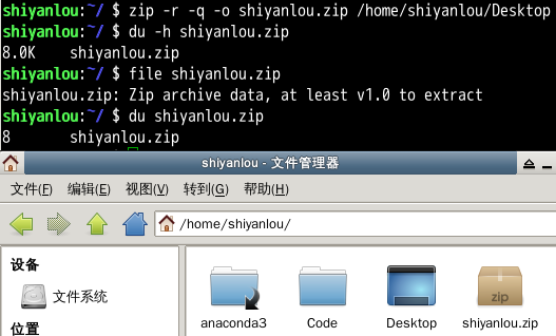 shiyanlou:~/ $ zip -r -q -o shiyanlou.zip /home/shiyanlou/Desktop
shiyanlou:~/ $ du -h shiyanlou.zip
8.0K    shiyanlou.zip
shiyanlou:~/ $ file shiyanlou.zip
shiyanlou.zip: Zip archive data, at least v1.0 to extract
shiyanlou:~/ $ du shiyanlou.zip
8       shiyanlou.zip
shiyanlou - 文件管理器
文件(F) 编辑(E) 视图(V) 转到(G) 帮助(H)
/home/shiyanlou/
设备
文件系统
位置
anaconda3 Code Desktop zip shiyanlou.zip